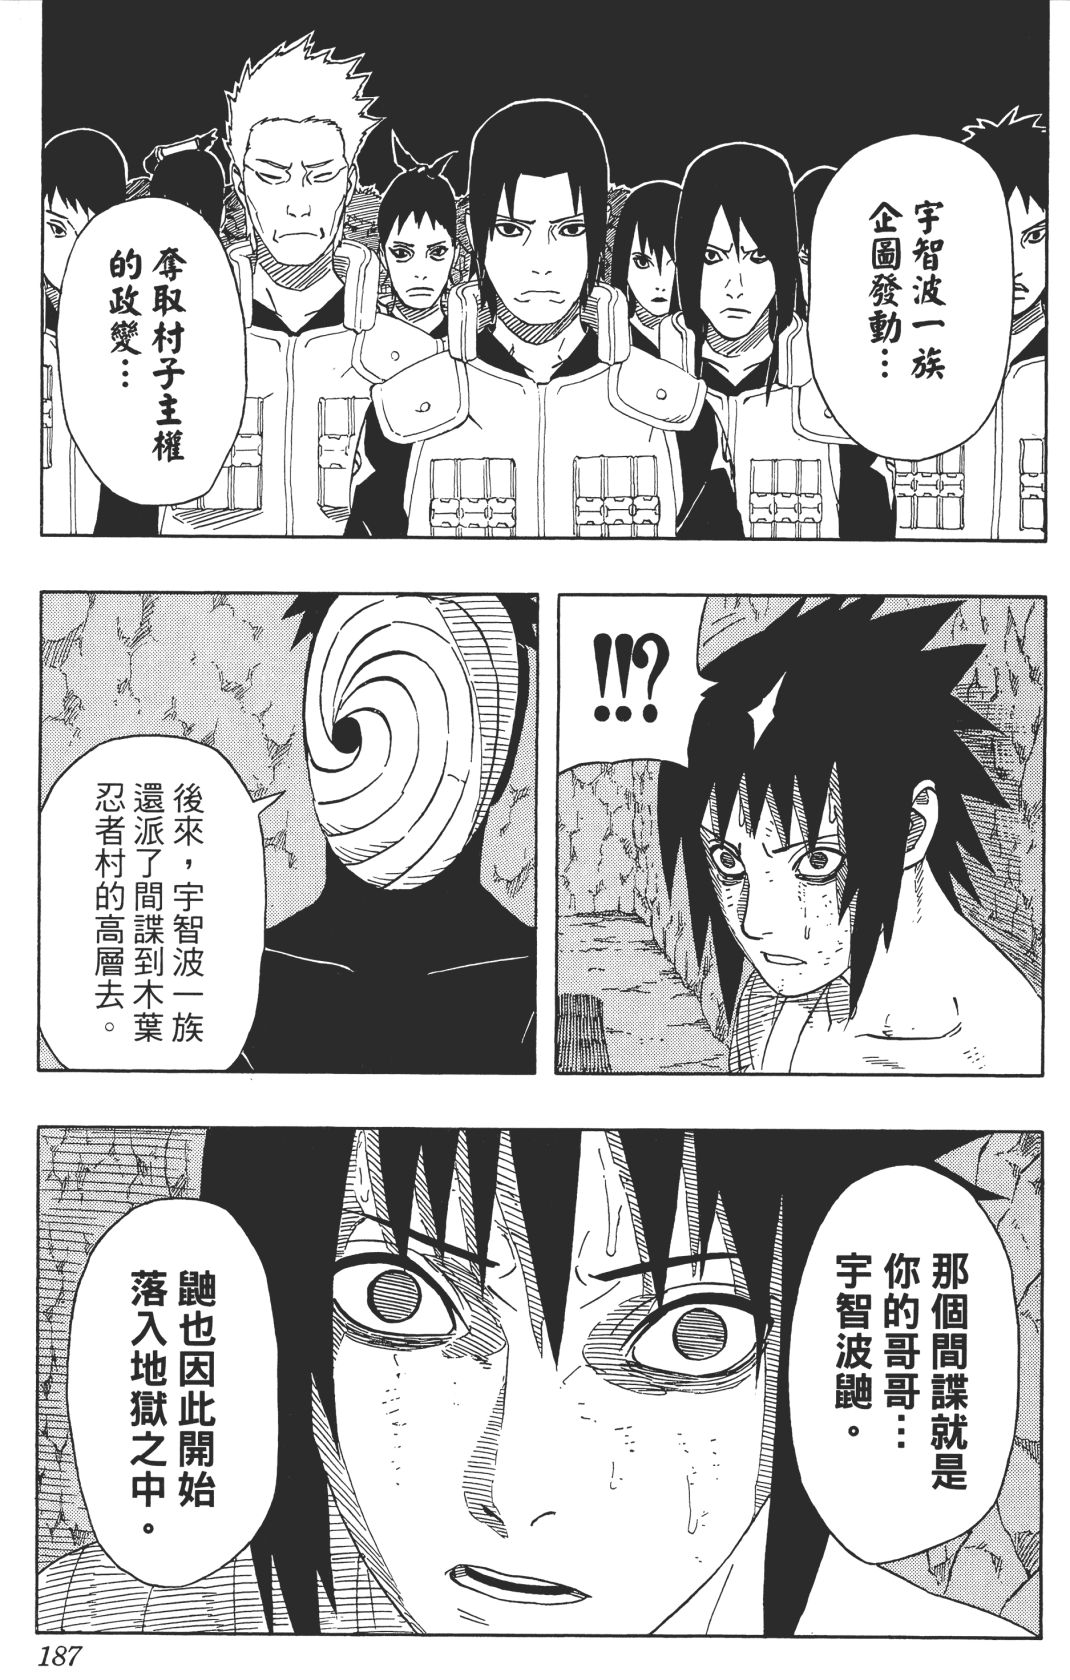 宇智波一族
企圖發動…
奪取村子主權
的政變…
!!?
後來，宇智波一族
還派了間諜到木葉
忍者村的高層去。
那個間諜就是
你的哥哥…
宇智波鼬。
鼬也因此開始
落入地獄之中。
187